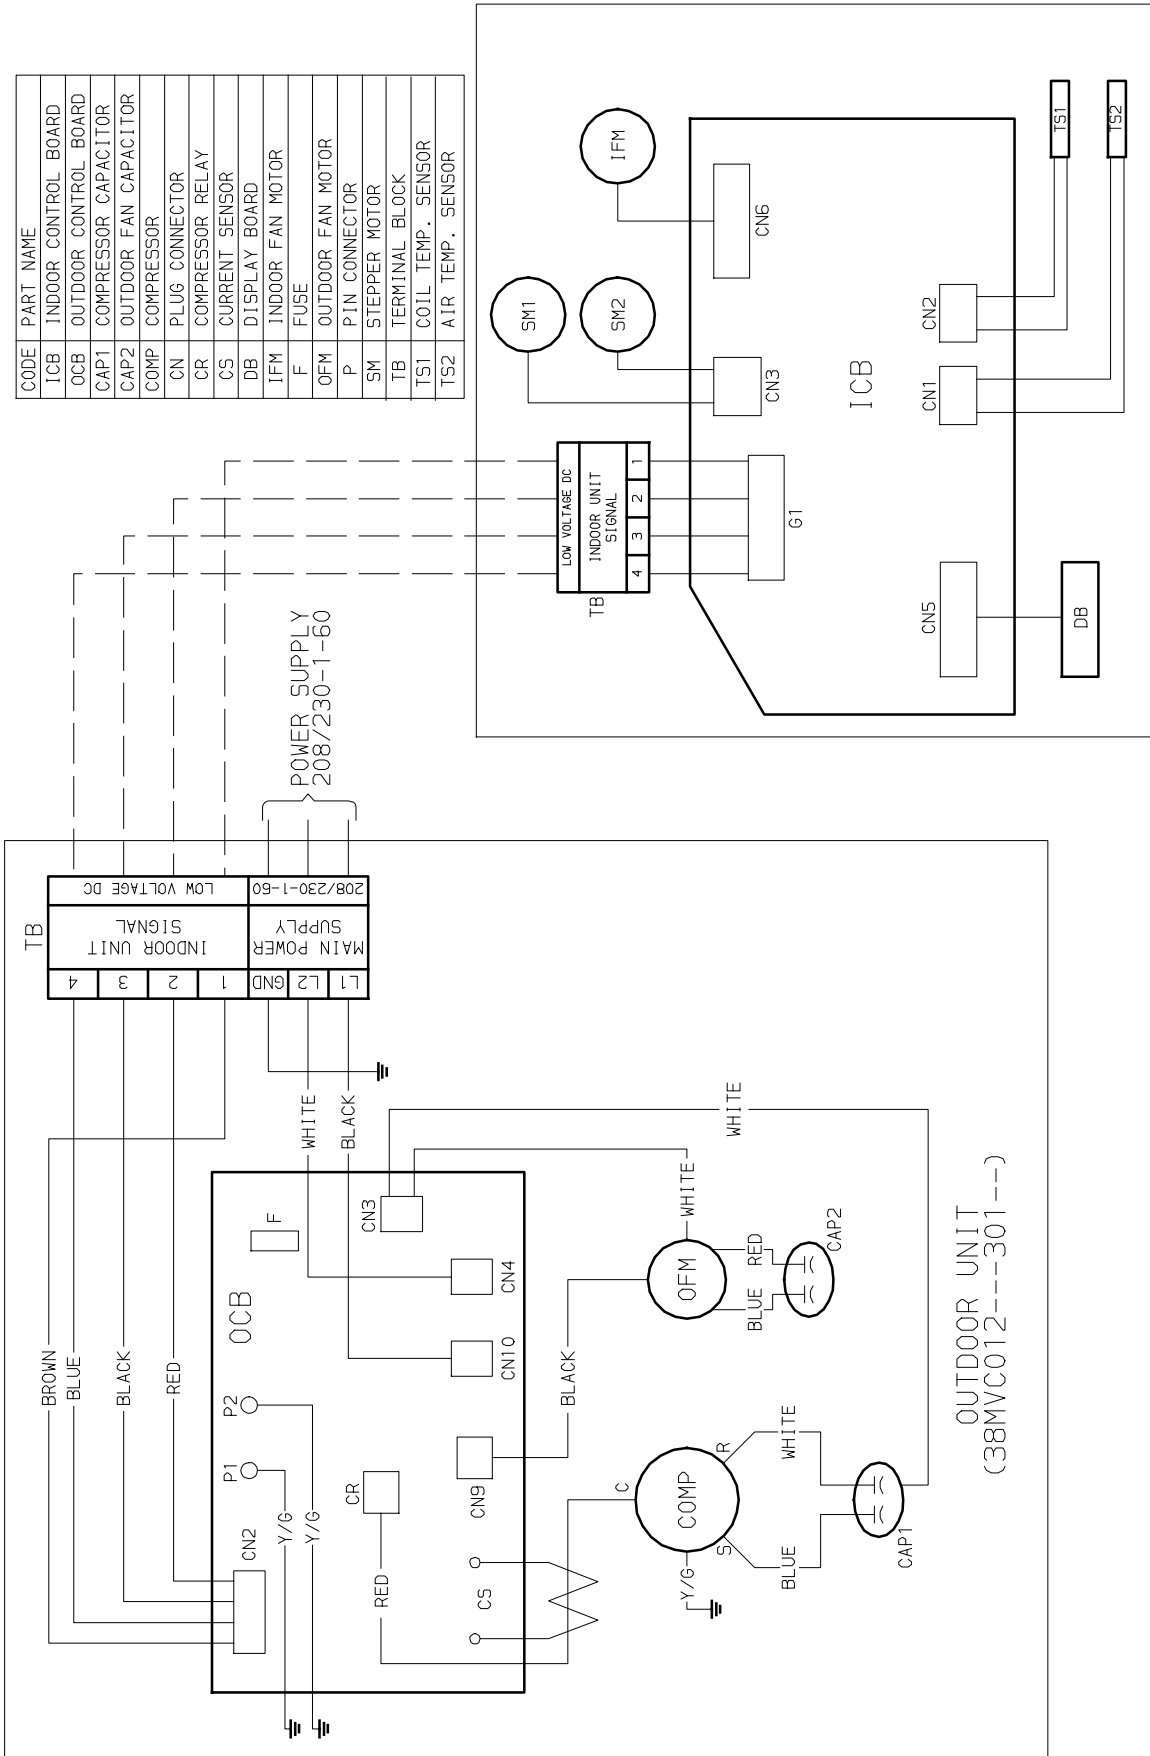 CODE PART NAME
ICB INDOOR CONTROL BOARD
OCB OUTDOOR CONTROL BOARD
CAP1 COMPRESSOR CAPACITOR
CAP2 OUTDOOR FAN CAPACITOR
COMP COMPRESSOR
CN PLUG CONNECTOR
CR COMPRESSOR RELAY
CS CURRENT SENSOR
DB DISPLAY BOARD
IFM INDOOR FAN MOTOR
F FUSE
OFM OUTDOOR FAN MOTOR
P PIN CONNECTOR
SM STEPPER MOTOR
TB TERMINAL BLOCK
TS1 COIL TEMP. SENSOR
TS2 AIR TEMP. SENSOR
TB
4
3
2
1
GND
L2
L1
INDOOR UNIT
SIGNAL
MAIN POWER
SUPPLY
LOW VOLTAGE DC
208/230-1-60
POWER SUPPLY
208/230-1-60
BROWN
BLUE
BLACK
RED
WHITE
BLACK
OCB
CN2
P1
P2
F
Y/G
Y/G
CR
CN3
CN4
CN10
CN9
RED
CS
BLACK
WHITE
WHITE
OFM
BLUE
RED
CAP2
C
COMP
S
R
Y/G
BLUE
WHITE
CAP1
OUTDOOR UNIT
(38MVC012---301--)
TB
LOW VOLTAGE DC
INDOOR UNIT
SIGNAL
4
3
2
1
G1
SM1
SM2
IFM
CN3
CN6
ICB
CN5
CN1
CN2
DB
TS1
TS2